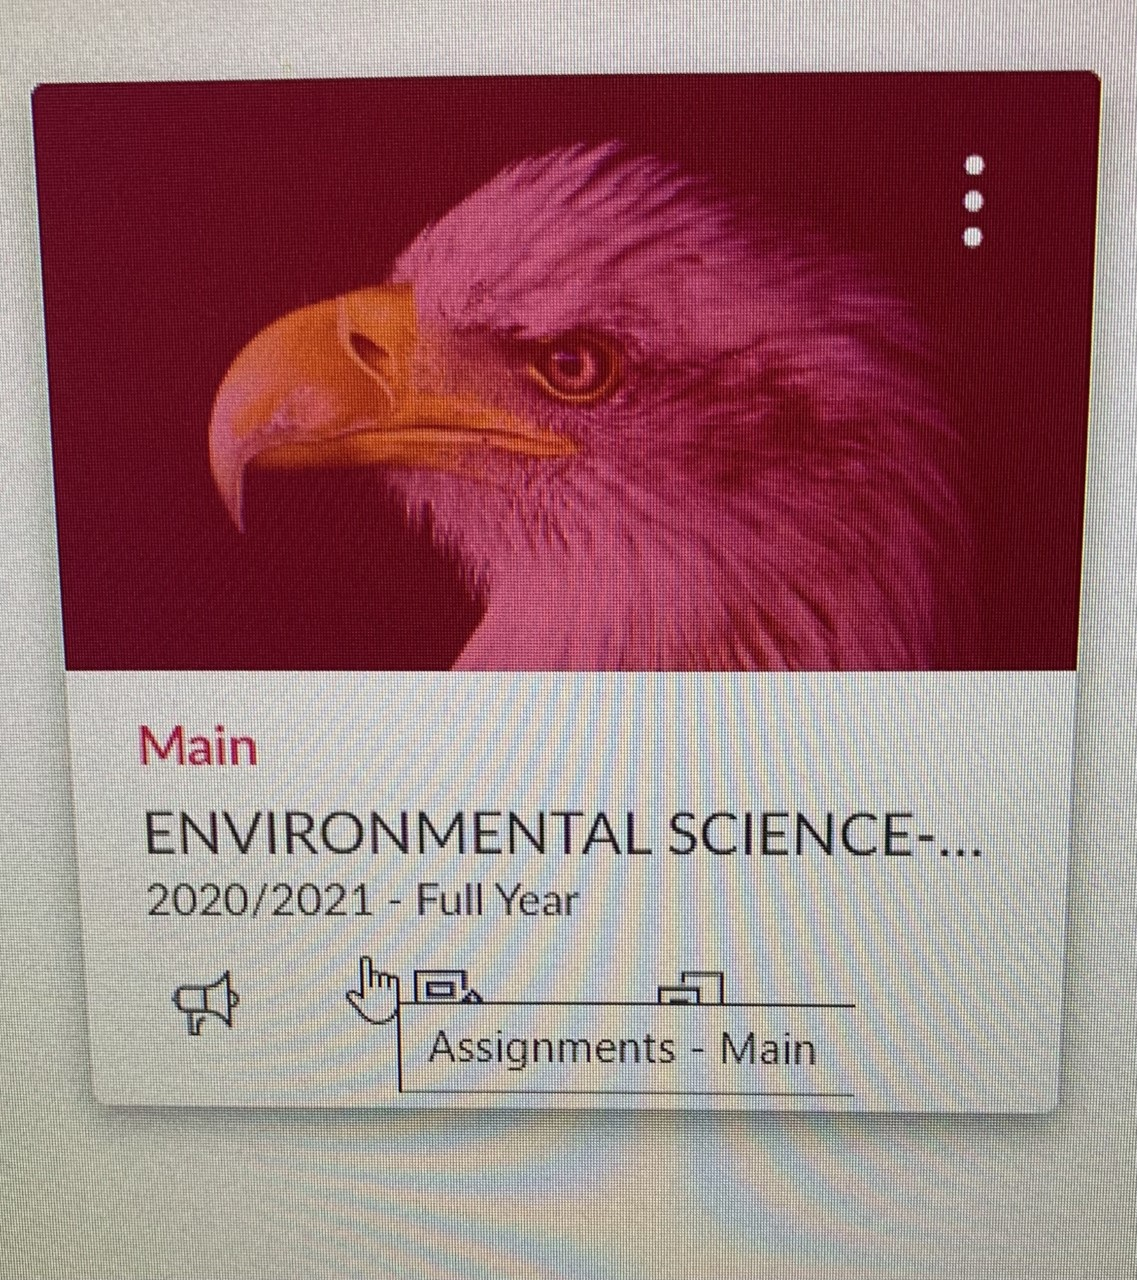 Main
ENVIRONMENTAL SCIENCE-...
2020/2021 - Full Year
Assignments - Main